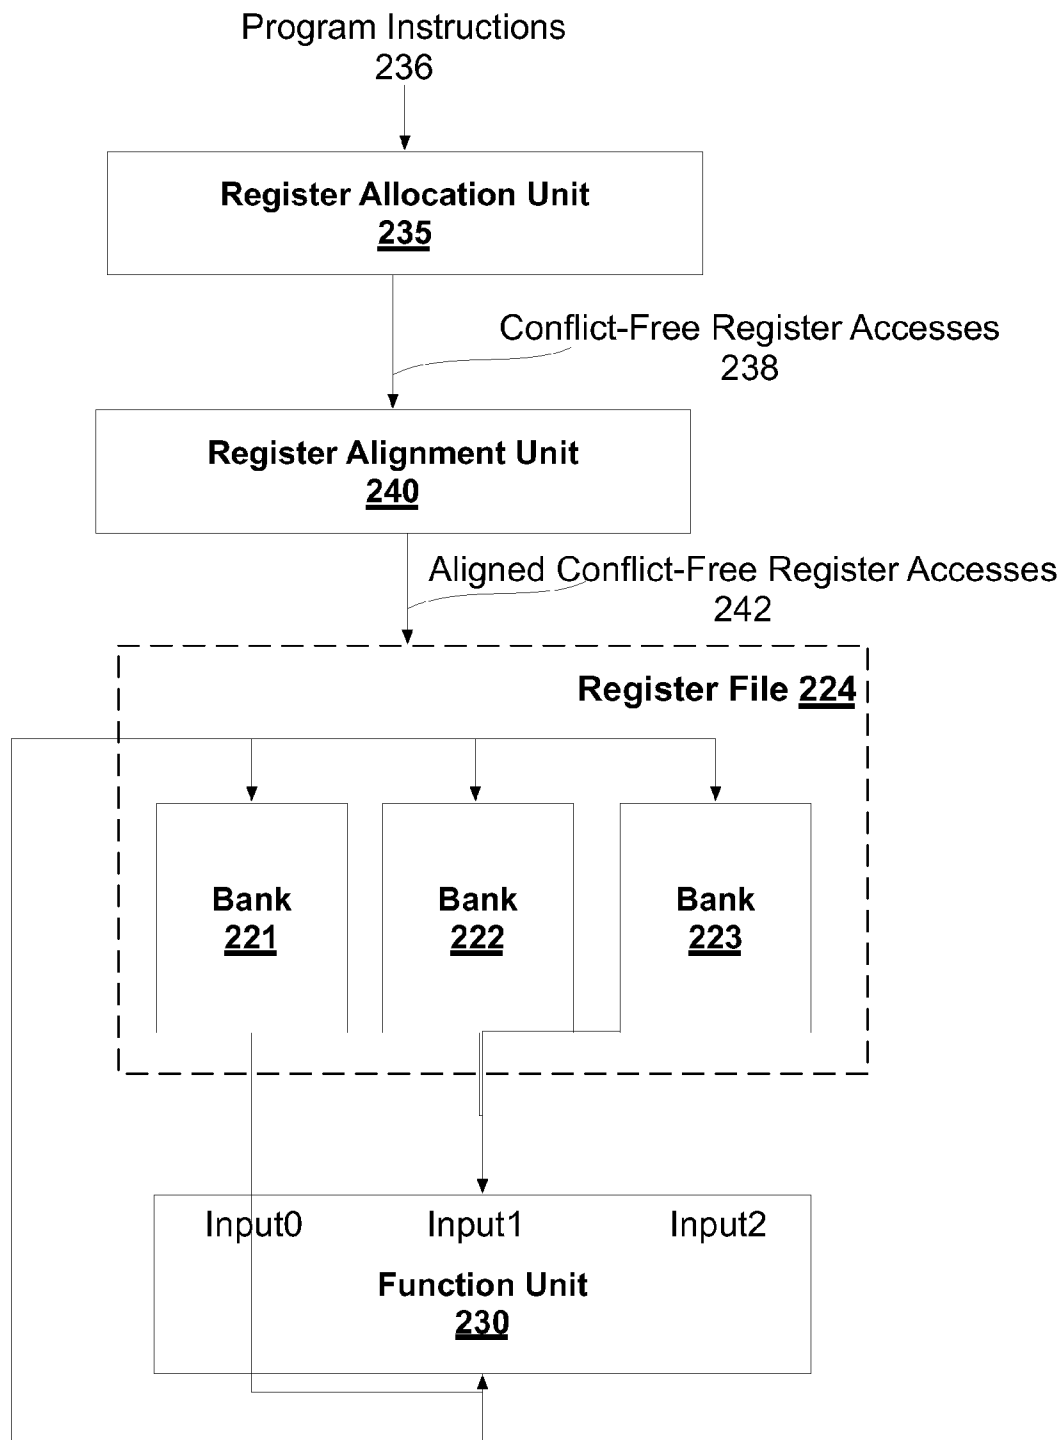 Program Instructions
236
Register Allocation Unit
235
Conflict-Free Register Accesses
238
Register Alignment Unit
240
Aligned Conflict-Free Register Accesses
242
Register File 224
Bank
221
Bank
222
Bank
223
Input0
Input1
Input2
Function Unit
230